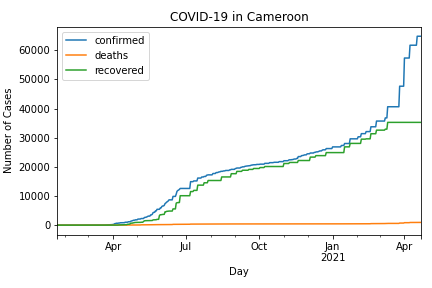 COVID-19 in Cameroon
confirmed
deaths
recovered
Number of Cases
60000
50000
40000
30000
20000
10000
0
Apr Jul Oct Jan Apr
2021
Day